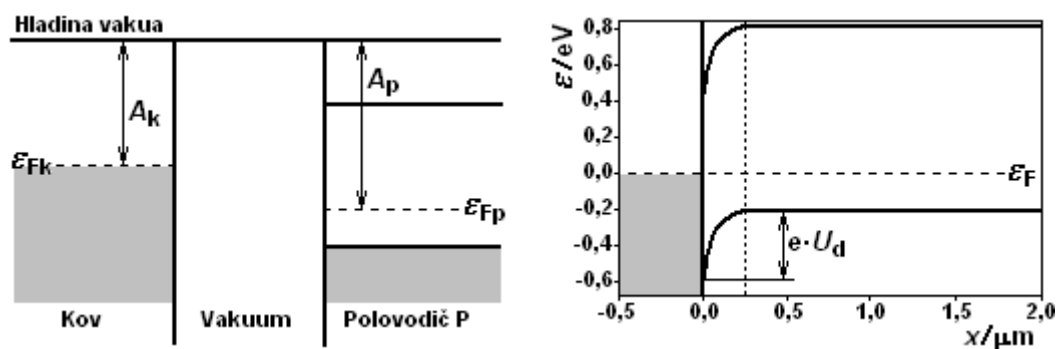 Hladina vakua
A_k
A_p
ε_Fk
ε_Fp
Kov
Vakuum
Polovodič P
ε/eV
0,8
0,6
0,4
0,2
0,0
-0,2
-0,4
-0,6
ε_F
e·U_d
-0,5
0,0
0,5
1,0
1,5
2,0
x/μm